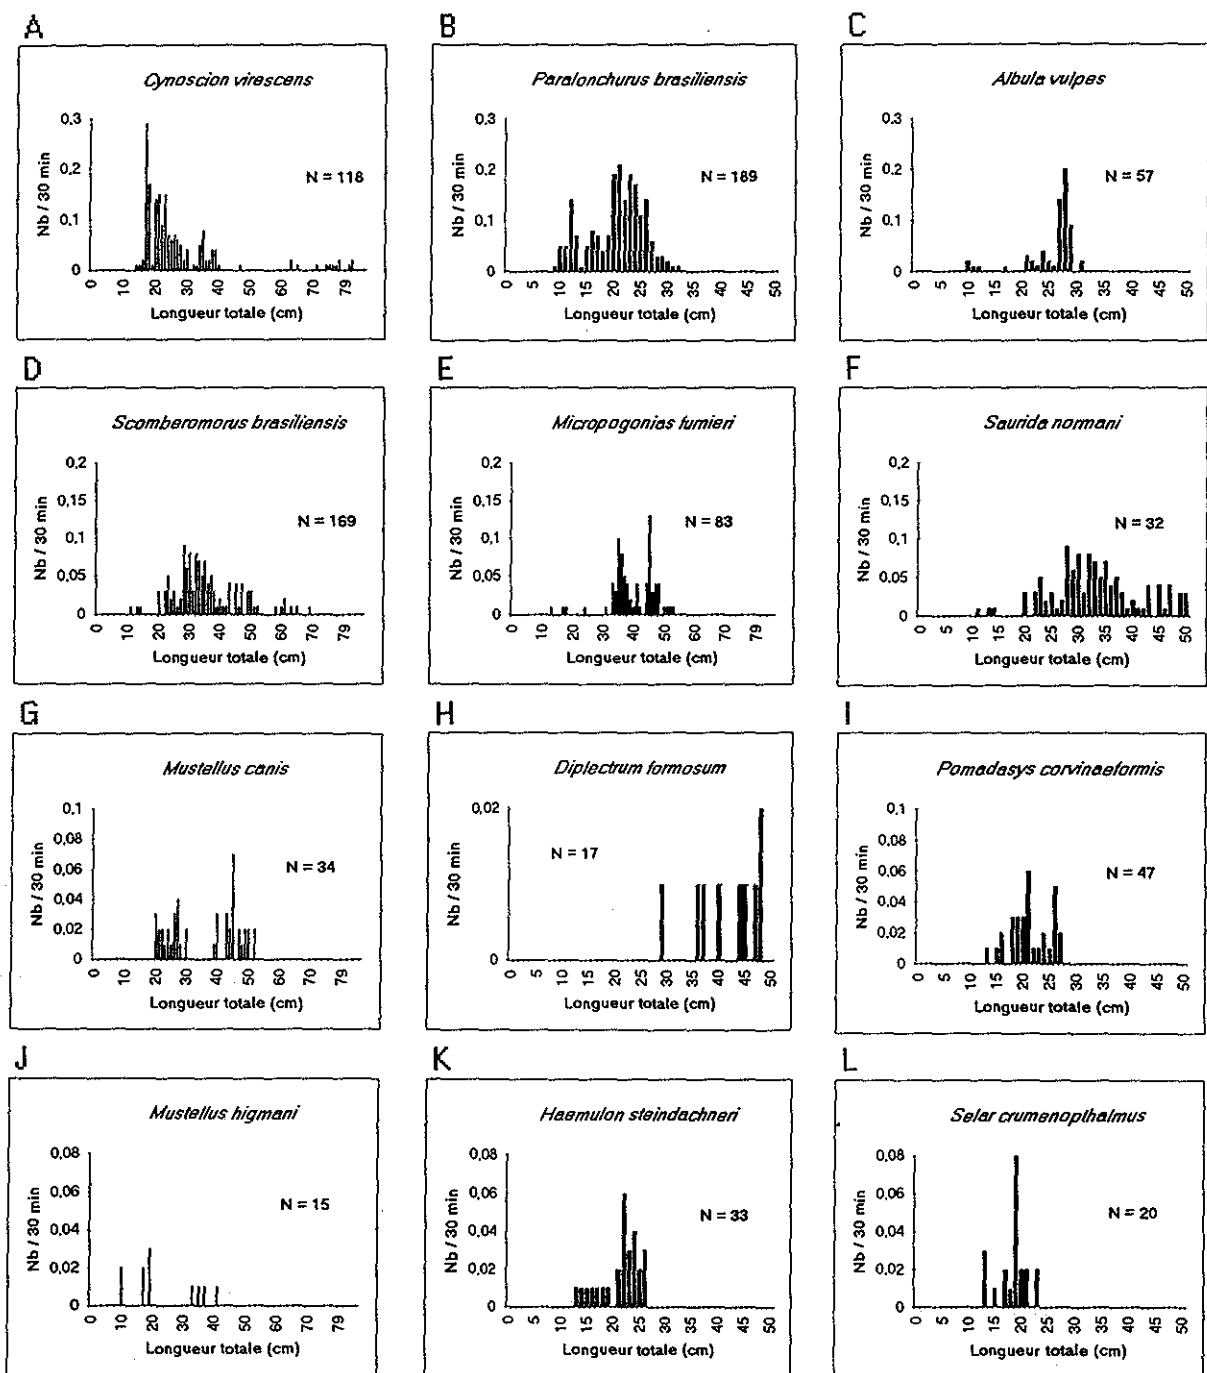 A
Cynoscion virescens
Nb / 30 min
0,3
0,2
0,1
0
N = 118
0 10 20 30 40 50 60 70 79
Longueur totale (cm)
B
Paralonchurus brasiliensis
Nb / 30 min
0,3
0,2
0,1
0
N = 189
0 5 10 15 20 25 30 35 40 45 50
Longueur totale (cm)
C
Albula vulpes
Nb / 30 min
0,3
0,2
0,1
0
N = 57
0 5 10 15 20 25 30 35 40 45 50
Longueur totale (cm)
D
Scomberomorus brasiliensis
Nb / 30 min
0,2
0,15
0,1
0,05
0
N = 169
0 10 20 30 40 50 60 70 79
Longueur totale (cm)
E
Micropogonias furnieri
Nb / 30 min
0,2
0,15
0,1
0,05
0
N = 83
0 10 20 30 40 50 60 70 79
Longueur totale (cm)
F
Saurida normani
Nb / 30 min
0,2
0,15
0,1
0,05
0
N = 32
0 5 10 15 20 25 30 35 40 45 50
Longueur totale (cm)
G
Mustellus canis
Nb / 30 min
0,1
0,08
0,06
0,04
0,02
0
N = 34
0 10 20 30 40 50 60 70 79
Longueur totale (cm)
H
Diplectrum formosum
Nb / 30 min
0,02
0,01
0
N = 17
0 5 10 15 20 25 30 35 40 45 50
Longueur totale (cm)
I
Pomadasys corvinaeformis
Nb / 30 min
0,1
0,08
0,06
0,04
0,02
0
N = 47
0 5 10 15 20 25 30 35 40 45 50
Longueur totale (cm)
J
Mustellus higmani
Nb / 30 min
0,08
0,06
0,04
0,02
0
N = 15
0 10 20 30 40 50 60 70 79
Longueur totale (cm)
K
Haemulon steindachneri
Nb / 30 min
0,08
0,06
0,04
0,02
0
N = 33
0 5 10 15 20 25 30 35 40 45 50
Longueur totale (cm)
L
Selar crumenopthalmus
Nb / 30 min
0,08
0,06
0,04
0,02
0
N = 20
0 5 10 15 20 25 30 35 40 45 50
Longueur totale (cm)